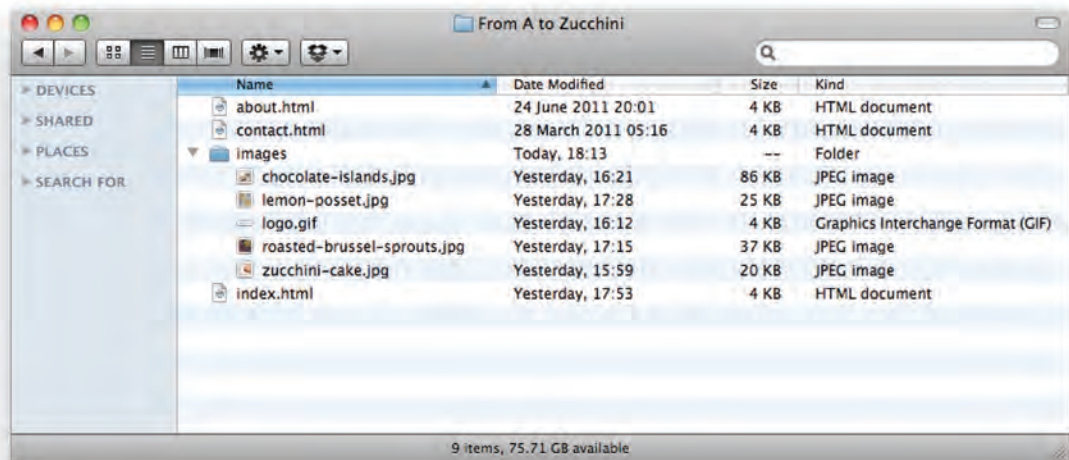 From A to Zucchini
Name Date Modified Size Kind
DEVICES
SHARED
PLACES
SEARCH FOR
about.html 24 June 2011 20:01 4 KB HTML document
contact.html 28 March 2011 05:16 4 KB HTML document
images Today, 18:13 -- Folder
chocolate-islands.jpg Yesterday, 16:21 86 KB JPEG image
lemon-posset.jpg Yesterday, 17:28 25 KB JPEG image
logo.gif Yesterday, 16:12 4 KB Graphics Interchange Format (GIF)
roasted-brussel-sprouts.jpg Yesterday, 17:15 37 KB JPEG image
zucchini-cake.jpg Yesterday, 15:59 20 KB JPEG image
index.html Yesterday, 17:53 4 KB HTML document
9 items, 75.71 GB available